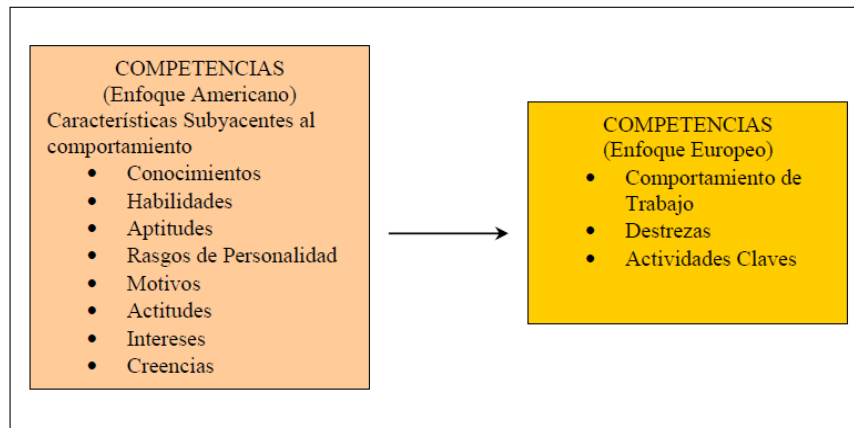 COMPETENCIAS
(Enfoque Americano)
Características Subyacentes al
comportamiento
• Conocimientos
• Habilidades
• Aptitudes
• Rasgos de Personalidad
• Motivos
• Actitudes
• Intereses
• Creencias
COMPETENCIAS
(Enfoque Europeo)
• Comportamiento de
Trabajo
• Destrezas
• Actividades Claves